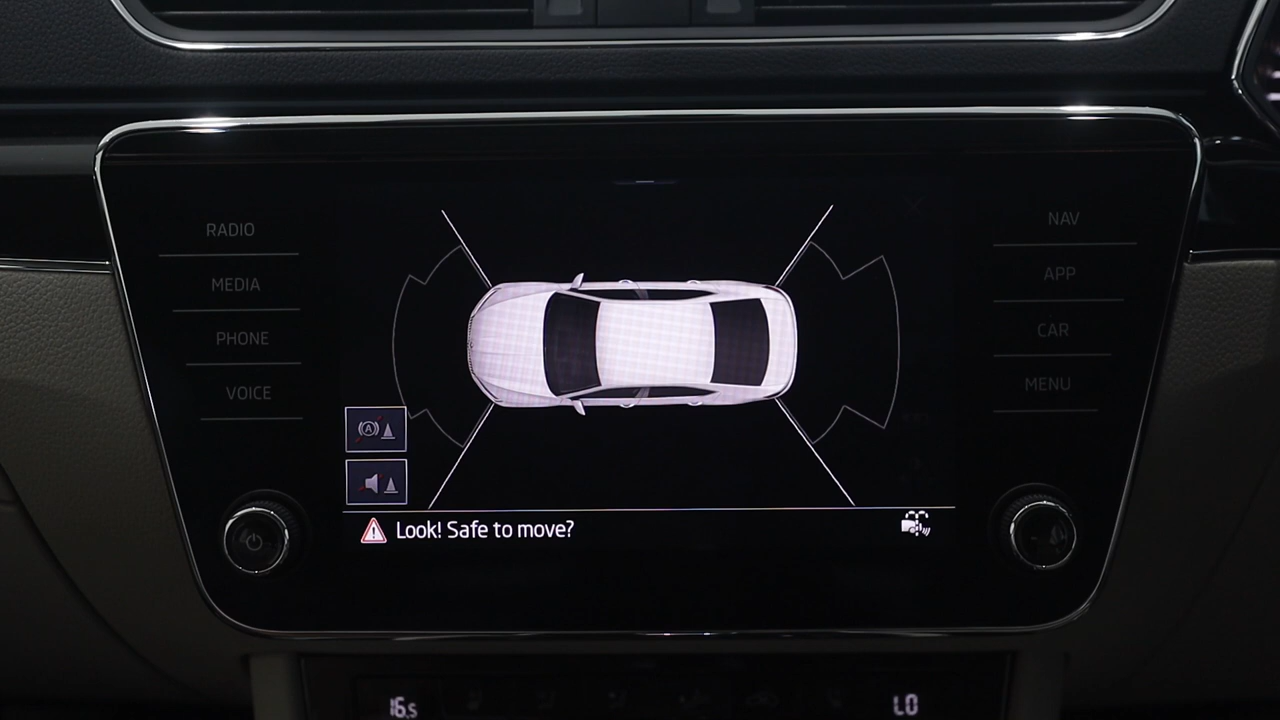 RADIO
MEDIA
PHONE
VOICE
NAV
APP
CAR
MENU
A
Look! Safe to move?
16.5
LO